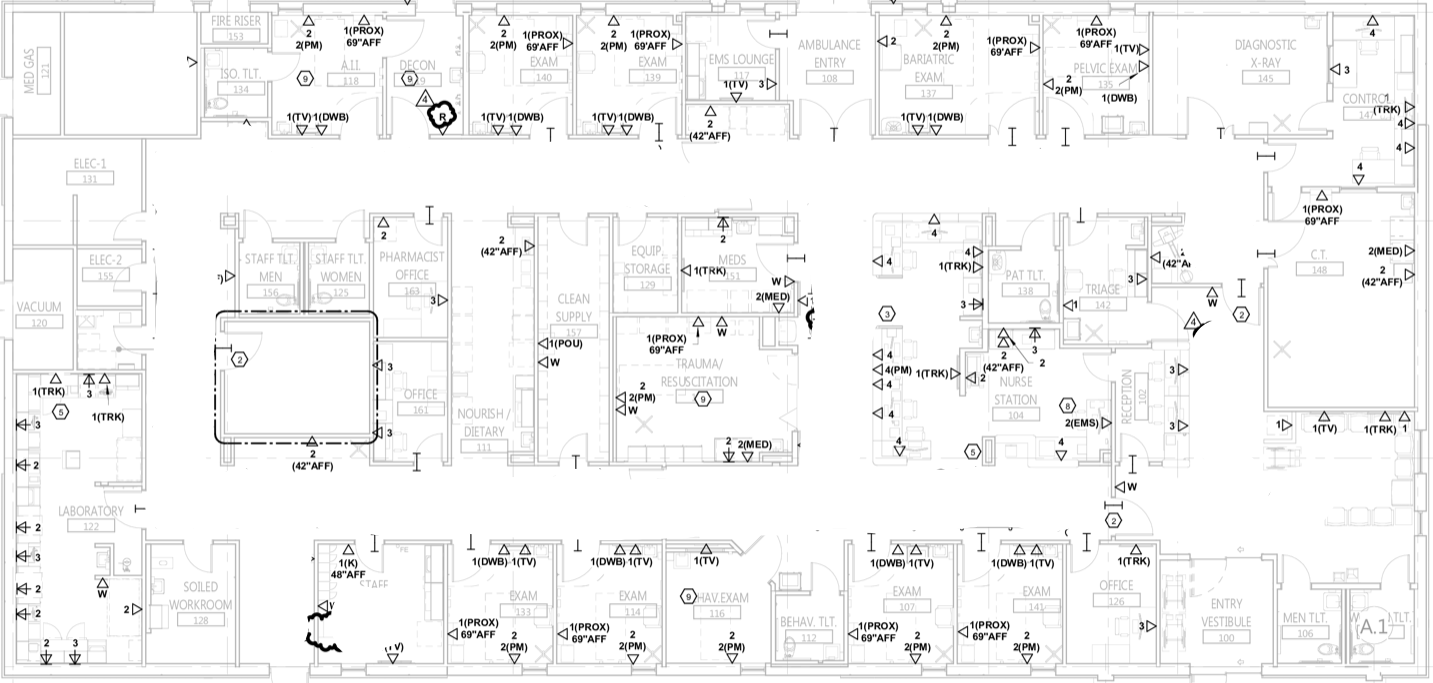 FIRE RISER
153
MED GAS
121
ISO. TLT.
134
2
2(PM)
1(PROX)
69"AFF
A.I.I.
118
9
1(TV) 1(DWB)
DECON
9
4
R
2
2(PM)
1(PROX)
69'AFF
EXAM
140
1(TV) 1(DWB)
2
2(PM)
1(PROX)
69'AFF
EXAM
139
1(TV) 1(DWB)
EMS LOUNGE
117
3
1(TV)
2
(42"AFF)
AMBULANCE
ENTRY
108
2
2
2(PM)
1(PROX)
69'AFF
BARIATRIC
EXAM
137
1(TV) 1(DWB)
1(PROX)
69'AFF
1(TV)
PELVIC EXAM
135
2
2(PM)
1(DWB)
DIAGNOSTIC
X-RAY
145
4
3
CONTROL
147
1
(TRK)
4
4
4
ELEC-1
131
ELEC-2
155
VACUUM
120
STAFF TLT.
MEN
156
STAFF TLT.
WOMEN
125
2
PHARMACIST
OFFICE
163
3
2
(42"AFF)
CLEAN
SUPPLY
157
1(POU)
W
EQUIP.
STORAGE
129
2
MEDS
151
1(TRK)
W
2(MED)
4
4
4
1(TRK)
3
3
PAT TLT.
138
TRIAGE
142
3
1
W
4
2
1(PROX)
69"AFF
C.T.
148
2(MED)
2
(42"AFF)
2
2
(42"AFF)
3
3
OFFICE
161
NOURISH /
DIETARY
111
1(PROX)
69"AFF
W
TRAUMA/
RESUSCITATION
9
2
2(PM)
W
2
2(MED)
4
4(PM)
4
4
4
1(TRK)
2
2
(42"AFF)
3
2
NURSE
STATION
104
8
2(EMS)
4
5
RECEPTION
102
3
3
W
2
1
1(TV)
1(TRK)
1
1(TRK)
3
1(TRK)
5
3
2
LABORATORY
122
2
3
2
2
W
2
2
3
SOILED
WORKROOM
128
1(K)
48"AFF
STAFF
1(DWB) 1(TV)
EXAM
133
1(PROX)
69"AFF
2
2(PM)
2
1(TV)
EXAM
114
1(PROX)
69"AFF
2
2(PM)
1(TV)
9
HAV.EXAM
116
2
2(PM)
BEHAV. TLT.
112
1(DWB) 1(TV)
EXAM
107
1(PROX)
69"AFF
2
2(PM)
1(DWB) 1(TV)
EXAM
141
1(PROX)
69"AFF
2
2(PM)
1(TRK)
OFFICE
126
3
ENTRY
VESTIBULE
100
MEN TLT.
106
A.1
TLT.